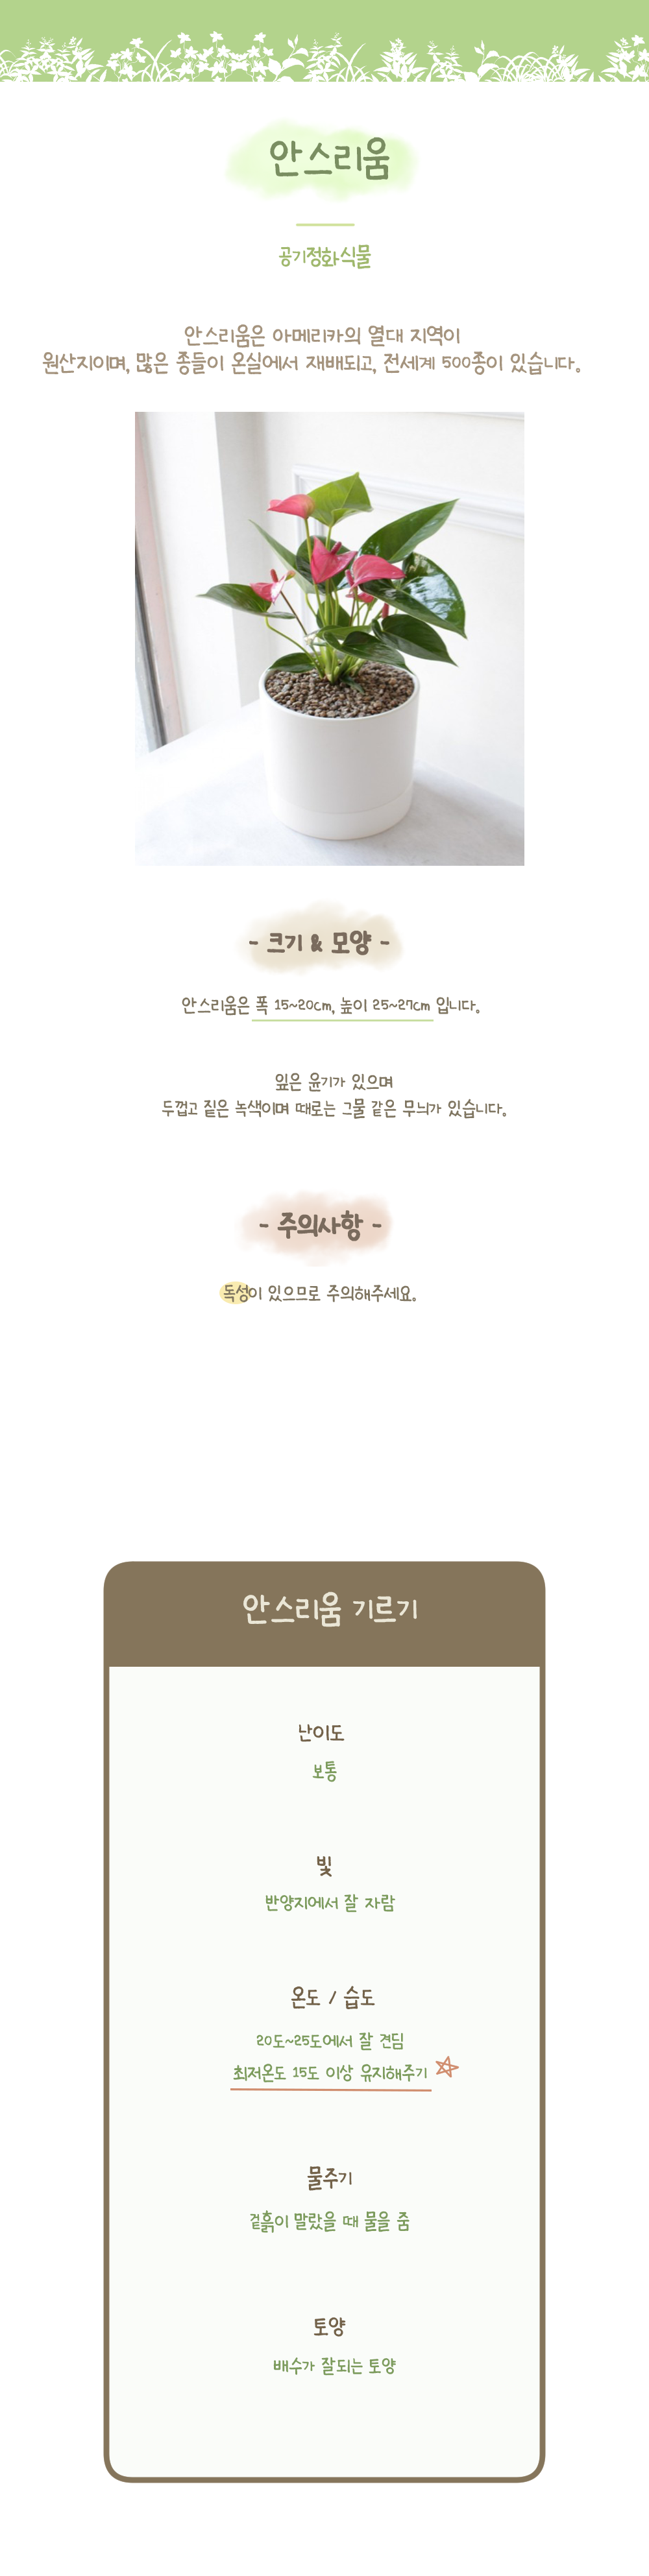 안스리움
공기정화식물
안스리움은 아메리카의 열대 지역이
원산지이며, 많은 종들이 온실에서 재배되고, 전세계 500종이 있습니다.
- 크기 & 모양 -
안스리움은 폭 15~20cm, 높이 25~27cm 입니다.
잎은 윤기가 있으며
두껍고 짙은 녹색이며 때로는 그물 같은 무늬가 있습니다.
- 주의사항 -
독성이 있으므로 주의해주세요.
안스리움 기르기
난이도
보통
빛
반양지에서 잘 자람
온도 / 습도
20도~25도에서 잘 견딤
최저온도 15도 이상 유지해주기
물주기
겉흙이 말랐을 때 물을 줌
토양
배수가 잘되는 토양